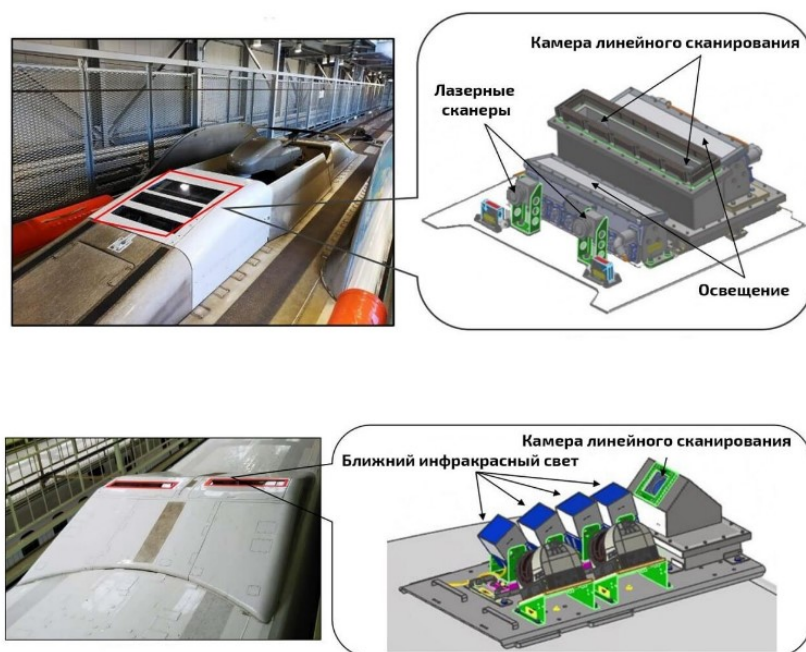 Камера линейного сканирования
Лазерные
сканеры
Освещение
Камера линейного сканирования
Ближний инфракрасный свет